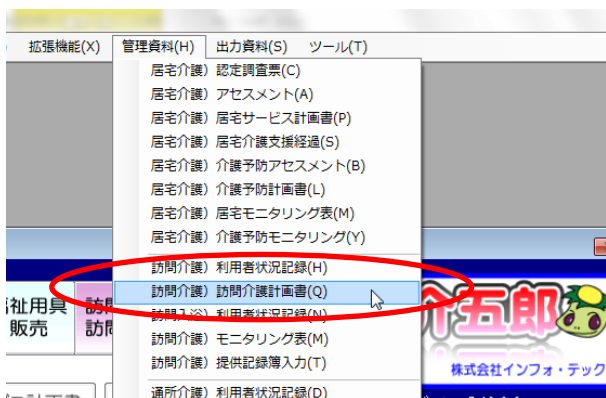 拡張機能(X) 管理資料(H) 出力資料(S) ツール(T)
居宅介護）認定調査票(C)
居宅介護）アセスメント(A)
居宅介護）居宅サービス計画書(P)
居宅介護）居宅介護支援経過(S)
居宅介護）介護予防アセスメント(B)
居宅介護）介護予防計画書(L)
居宅介護）居宅モニタリング表(M)
居宅介護）介護予防モニタリング(Y)
訪問介護）利用者状況記録(H)
訪問介護）訪問介護計画書(Q)
訪問入浴）利用者状況記録(N)
訪問介護）モニタリング表(M)
訪問介護）提供記録簿入力(T)
通所介護）利用者状況記録(D)
福祉用具
販売
訪問
訪問
介五郎
株式会社インフォ・テック